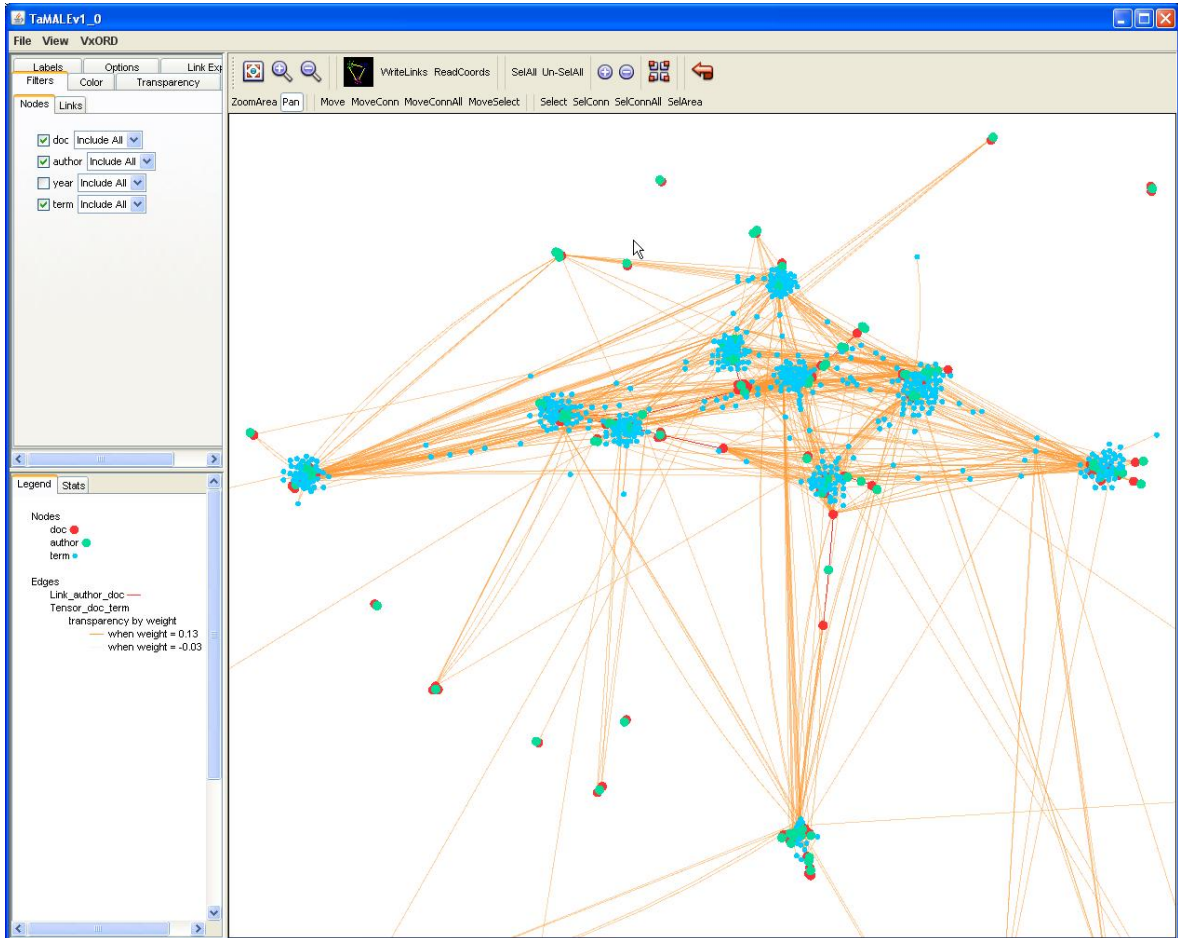 TaMALEv1_0
File View VxORD
Labels Options Link Exp
Filters Color Transparency
Nodes Links
doc Include All
author Include All
year Include All
term Include All
WriteLinks ReadCoords SelAll Un-SelAll
ZoomArea Pan Move MoveConn MoveConnAll MoveSelect Select SelConn SelConnAll SelArea
Legend Stats
Nodes
doc
author
term
Edges
Link_author_doc
Tensor_doc_term
transparency by weight
when weight = 0.13
when weight = -0.03